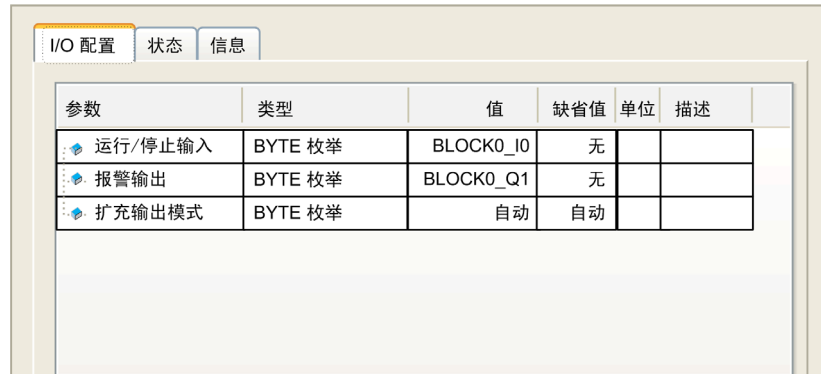 I/O 配置 状态 信息
参数 类型 值 缺省值 单位 描述
运行/停止输入 BYTE 枚举 BLOCK0_I0 无
报警输出 BYTE 枚举 BLOCK0_Q1 无
扩充输出模式 BYTE 枚举 自动 自动